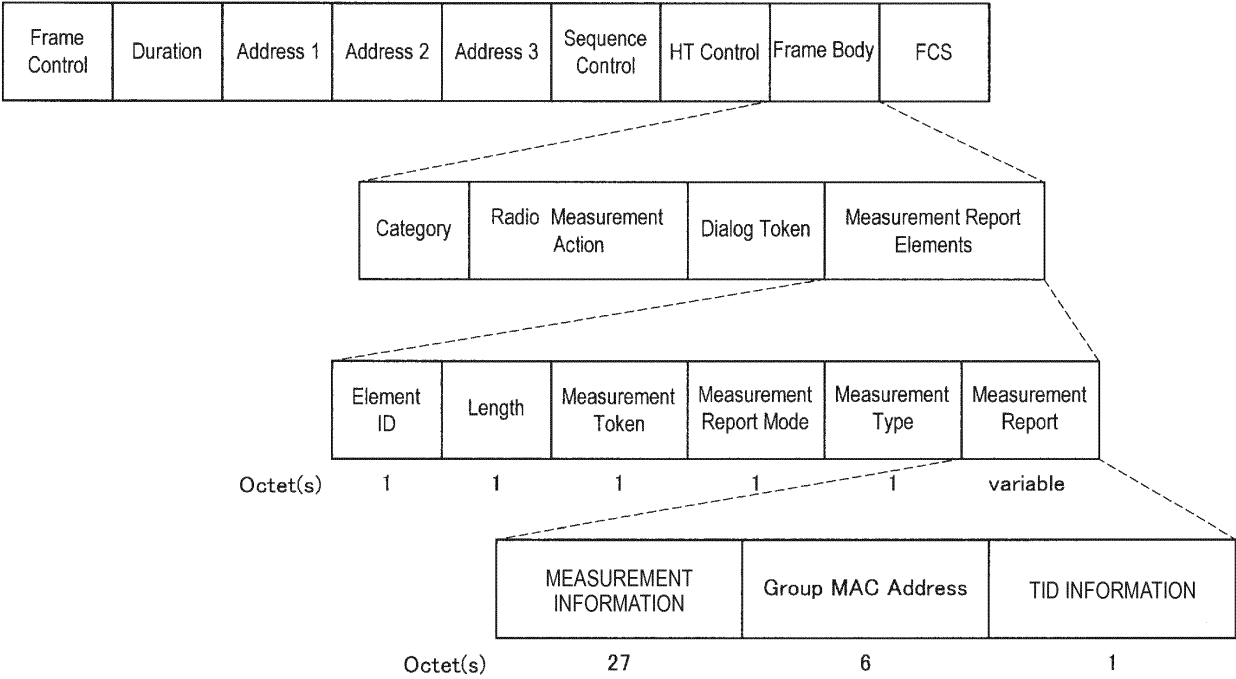 Frame Control
Duration
Address 1
Address 2
Address 3
Sequence Control
HT Control
Frame Body
FCS
Category
Radio Measurement Action
Dialog Token
Measurement Report Elements
Element ID
Length
Measurement Token
Measurement Report Mode
Measurement Type
Measurement Report
Octet(s) 1 1 1 1 1 variable
MEASUREMENT INFORMATION
Group MAC Address
TID INFORMATION
Octet(s) 27 6 1